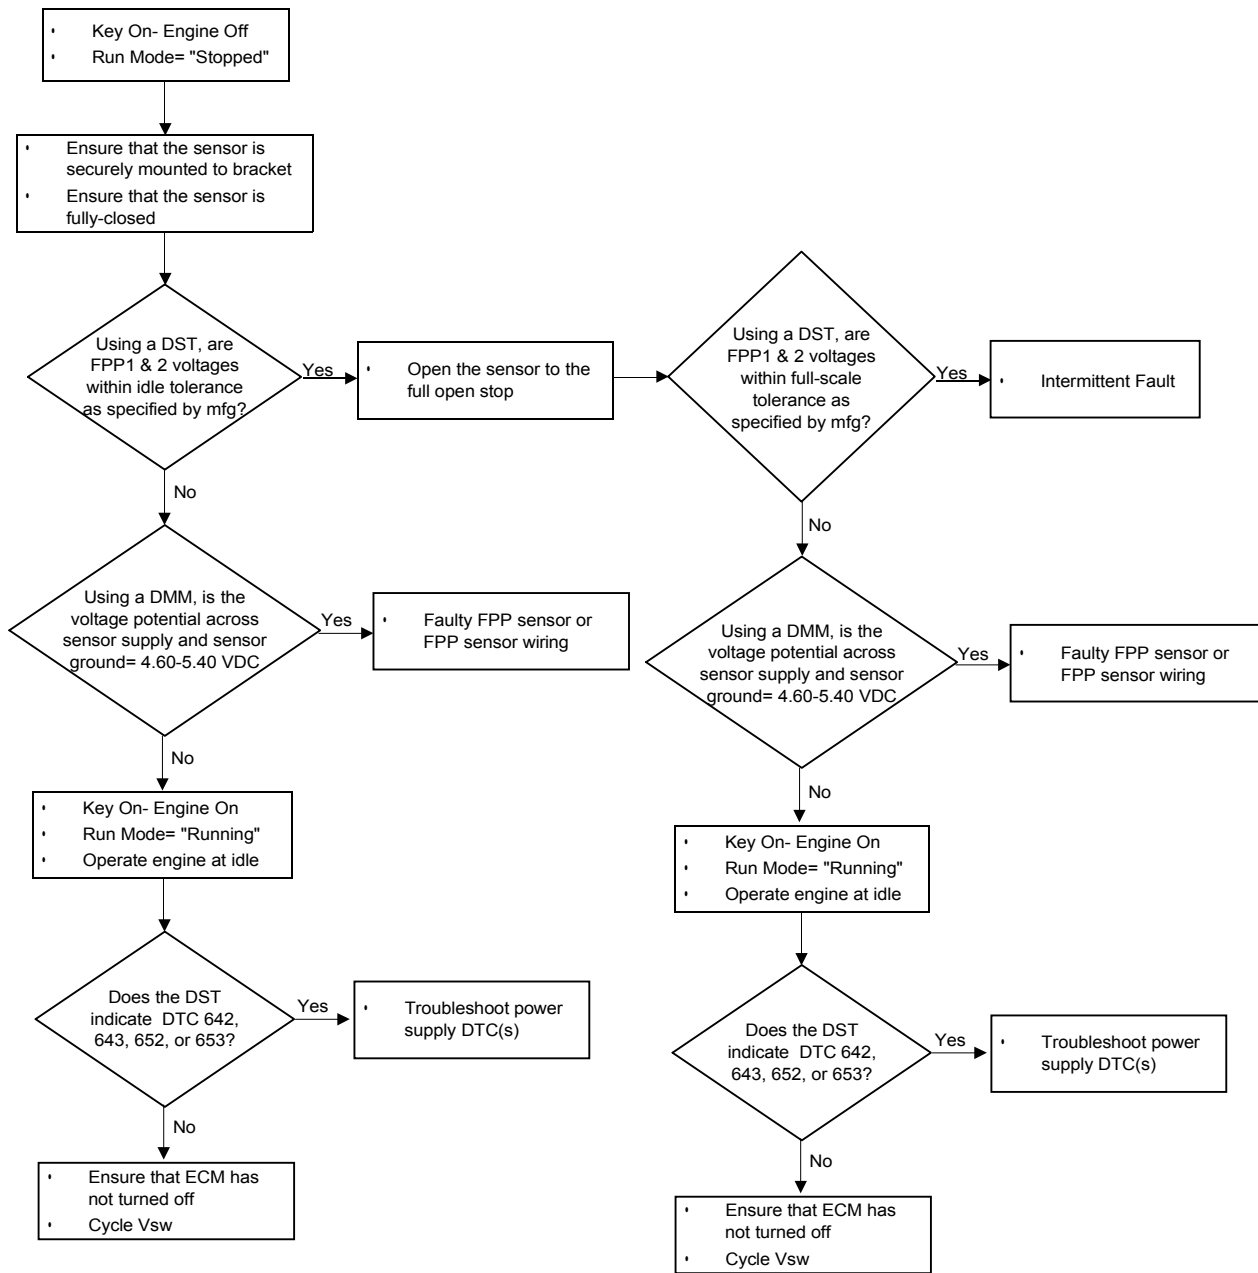 • Key On- Engine Off
• Run Mode= "Stopped"
• Ensure that the sensor is
securely mounted to bracket
• Ensure that the sensor is
fully-closed
Using a DST, are
FPP1 & 2 voltages
within idle tolerance
as specified by mfg?
Yes
• Open the sensor to the
full open stop
Using a DST, are
FPP1 & 2 voltages
within full-scale
tolerance as
specified by mfg?
Yes
• Intermittent Fault
No
Using a DMM, is the
voltage potential across
sensor supply and sensor
ground= 4.60-5.40 VDC
Yes
• Faulty FPP sensor or
FPP sensor wiring
No
Using a DMM, is the
voltage potential across
sensor supply and sensor
ground= 4.60-5.40 VDC
Yes
• Faulty FPP sensor or
FPP sensor wiring
No
• Key On- Engine On
• Run Mode= "Running"
• Operate engine at idle
No
• Key On- Engine On
• Run Mode= "Running"
• Operate engine at idle
Does the DST
indicate DTC 642,
643, 652, or 653?
Yes
• Troubleshoot power
supply DTC(s)
Does the DST
indicate DTC 642,
643, 652, or 653?
Yes
• Troubleshoot power
supply DTC(s)
No
• Ensure that ECM has
not turned off
• Cycle Vsw
No
• Ensure that ECM has
not turned off
• Cycle Vsw